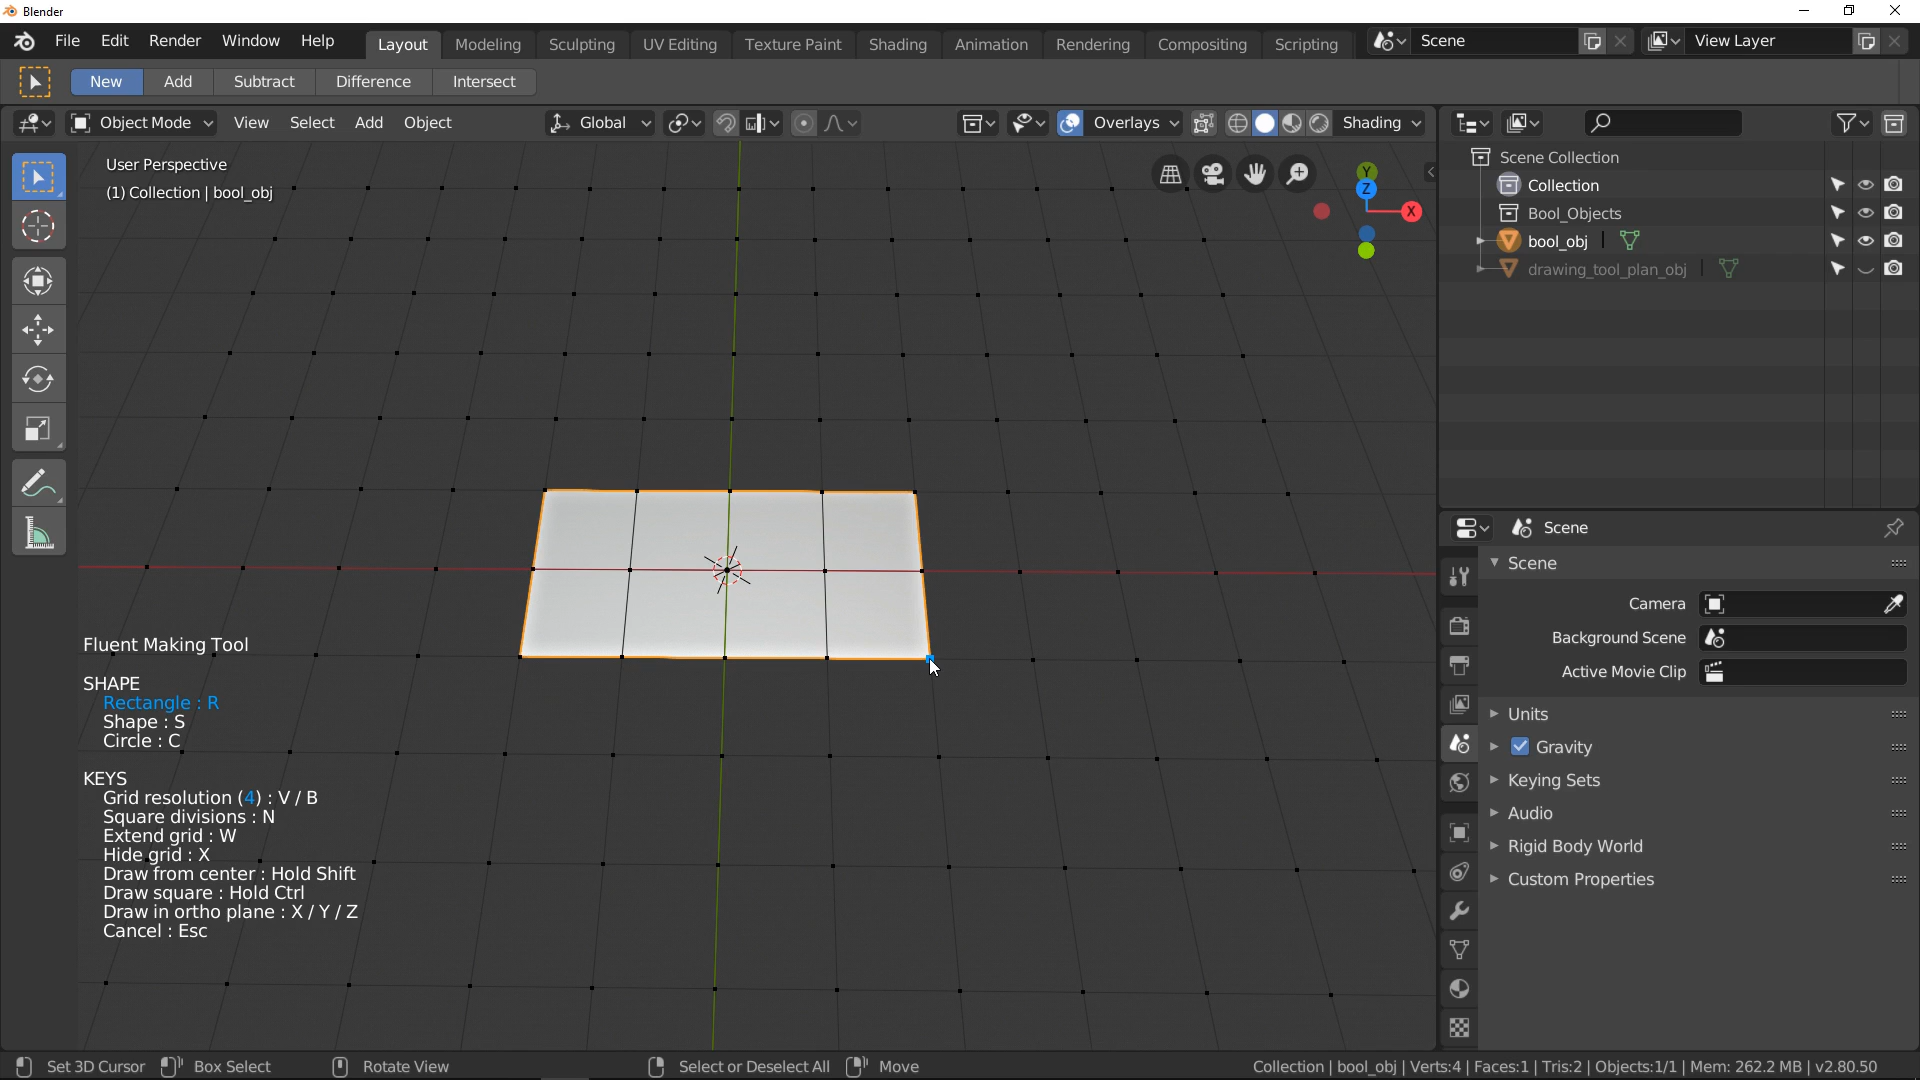 Blender
File Edit Render Window Help Layout Modeling Sculpting UV Editing Texture Paint Shading Animation Rendering Compositing Scripting Scene View Layer
New Add Subtract Difference Intersect
Object Mode View Select Add Object Global Overlays Shading
User Perspective
(1) Collection | bool_obj
Y
Z
X
Scene Collection
Collection
Bool_Objects
bool_obj
drawing_tool_plan_obj
Fluent Making Tool
SHAPE
Rectangle : R
Shape : S
Circle : C
KEYS
Grid resolution (4) : V / B
Square divisions : N
Extend grid : W
Hide grid : X
Draw from center : Hold Shift
Draw square : Hold Ctrl
Draw in ortho plane : X / Y / Z
Cancel : Esc
Scene
Scene
Camera
Background Scene
Active Movie Clip
Units
Gravity
Keying Sets
Audio
Rigid Body World
Custom Properties
Set 3D Cursor Box Select Rotate View Select or Deselect All Move Collection | bool_obj | Verts:4 | Faces:1 | Tris:2 | Objects:1/1 | Mem: 262.2 MB | v2.80.50